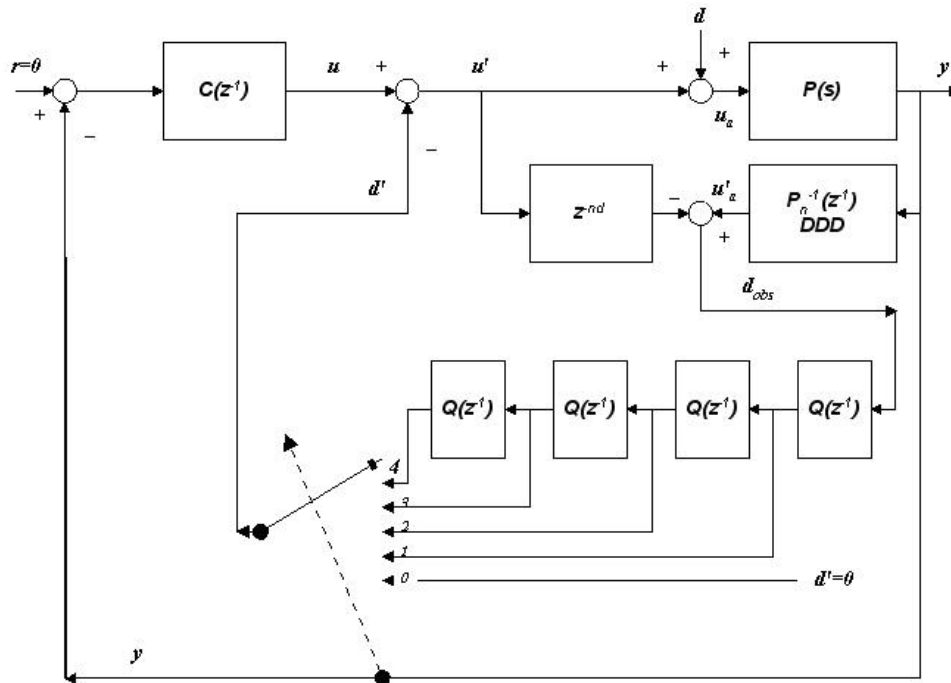 d
r=0
+
−
C(z⁻¹)
u
+
−
u'
+
+
uₐ
P(s)
y
d'
z⁻ⁿᵈ
−
u'ₐ
+
Pₙ⁻¹(z⁻¹)
DDD
d_obs
Q(z⁻¹)
Q(z⁻¹)
Q(z⁻¹)
Q(z⁻¹)
4
3
2
1
0
d'=0
y